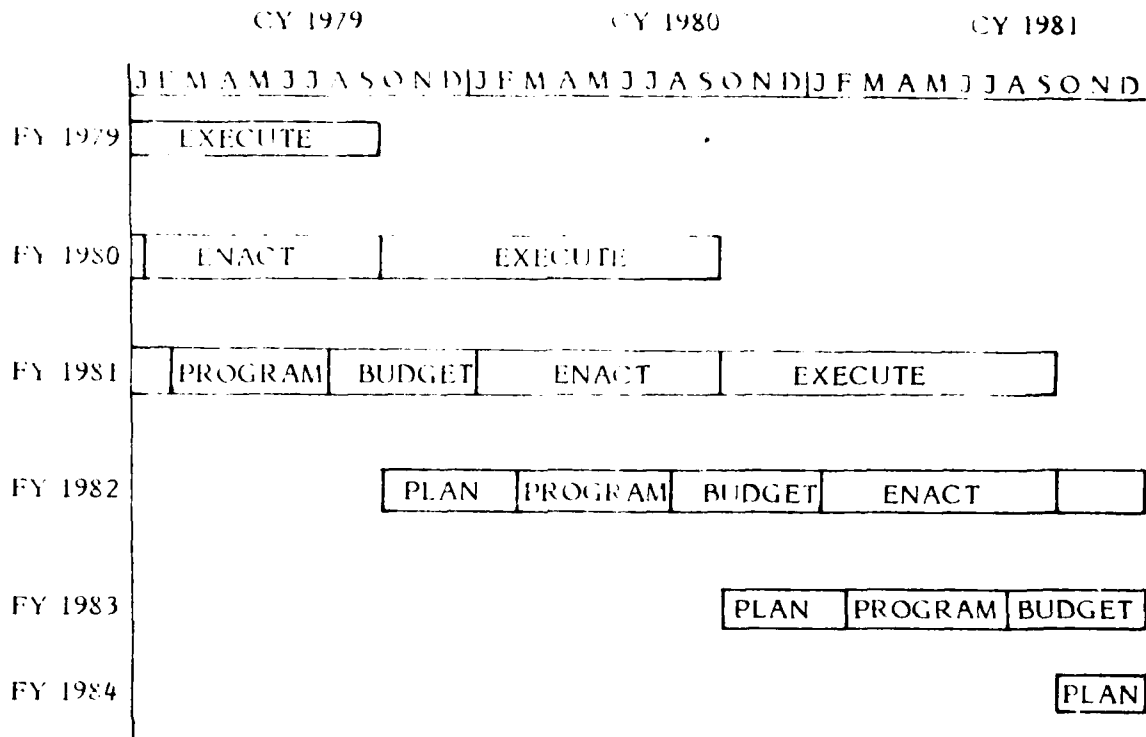 CY 1979 CY 1980 CY 1981
J F M A M J J A S O N D J F M A M J J A S O N D J F M A M J J A S O N D
FY 1979 EXECUTE
FY 1980 ENACT EXECUTE
FY 1981 PROGRAM BUDGET ENACT EXECUTE
FY 1982 PLAN PROGRAM BUDGET ENACT
FY 1983 PLAN PROGRAM BUDGET
FY 1984 PLAN